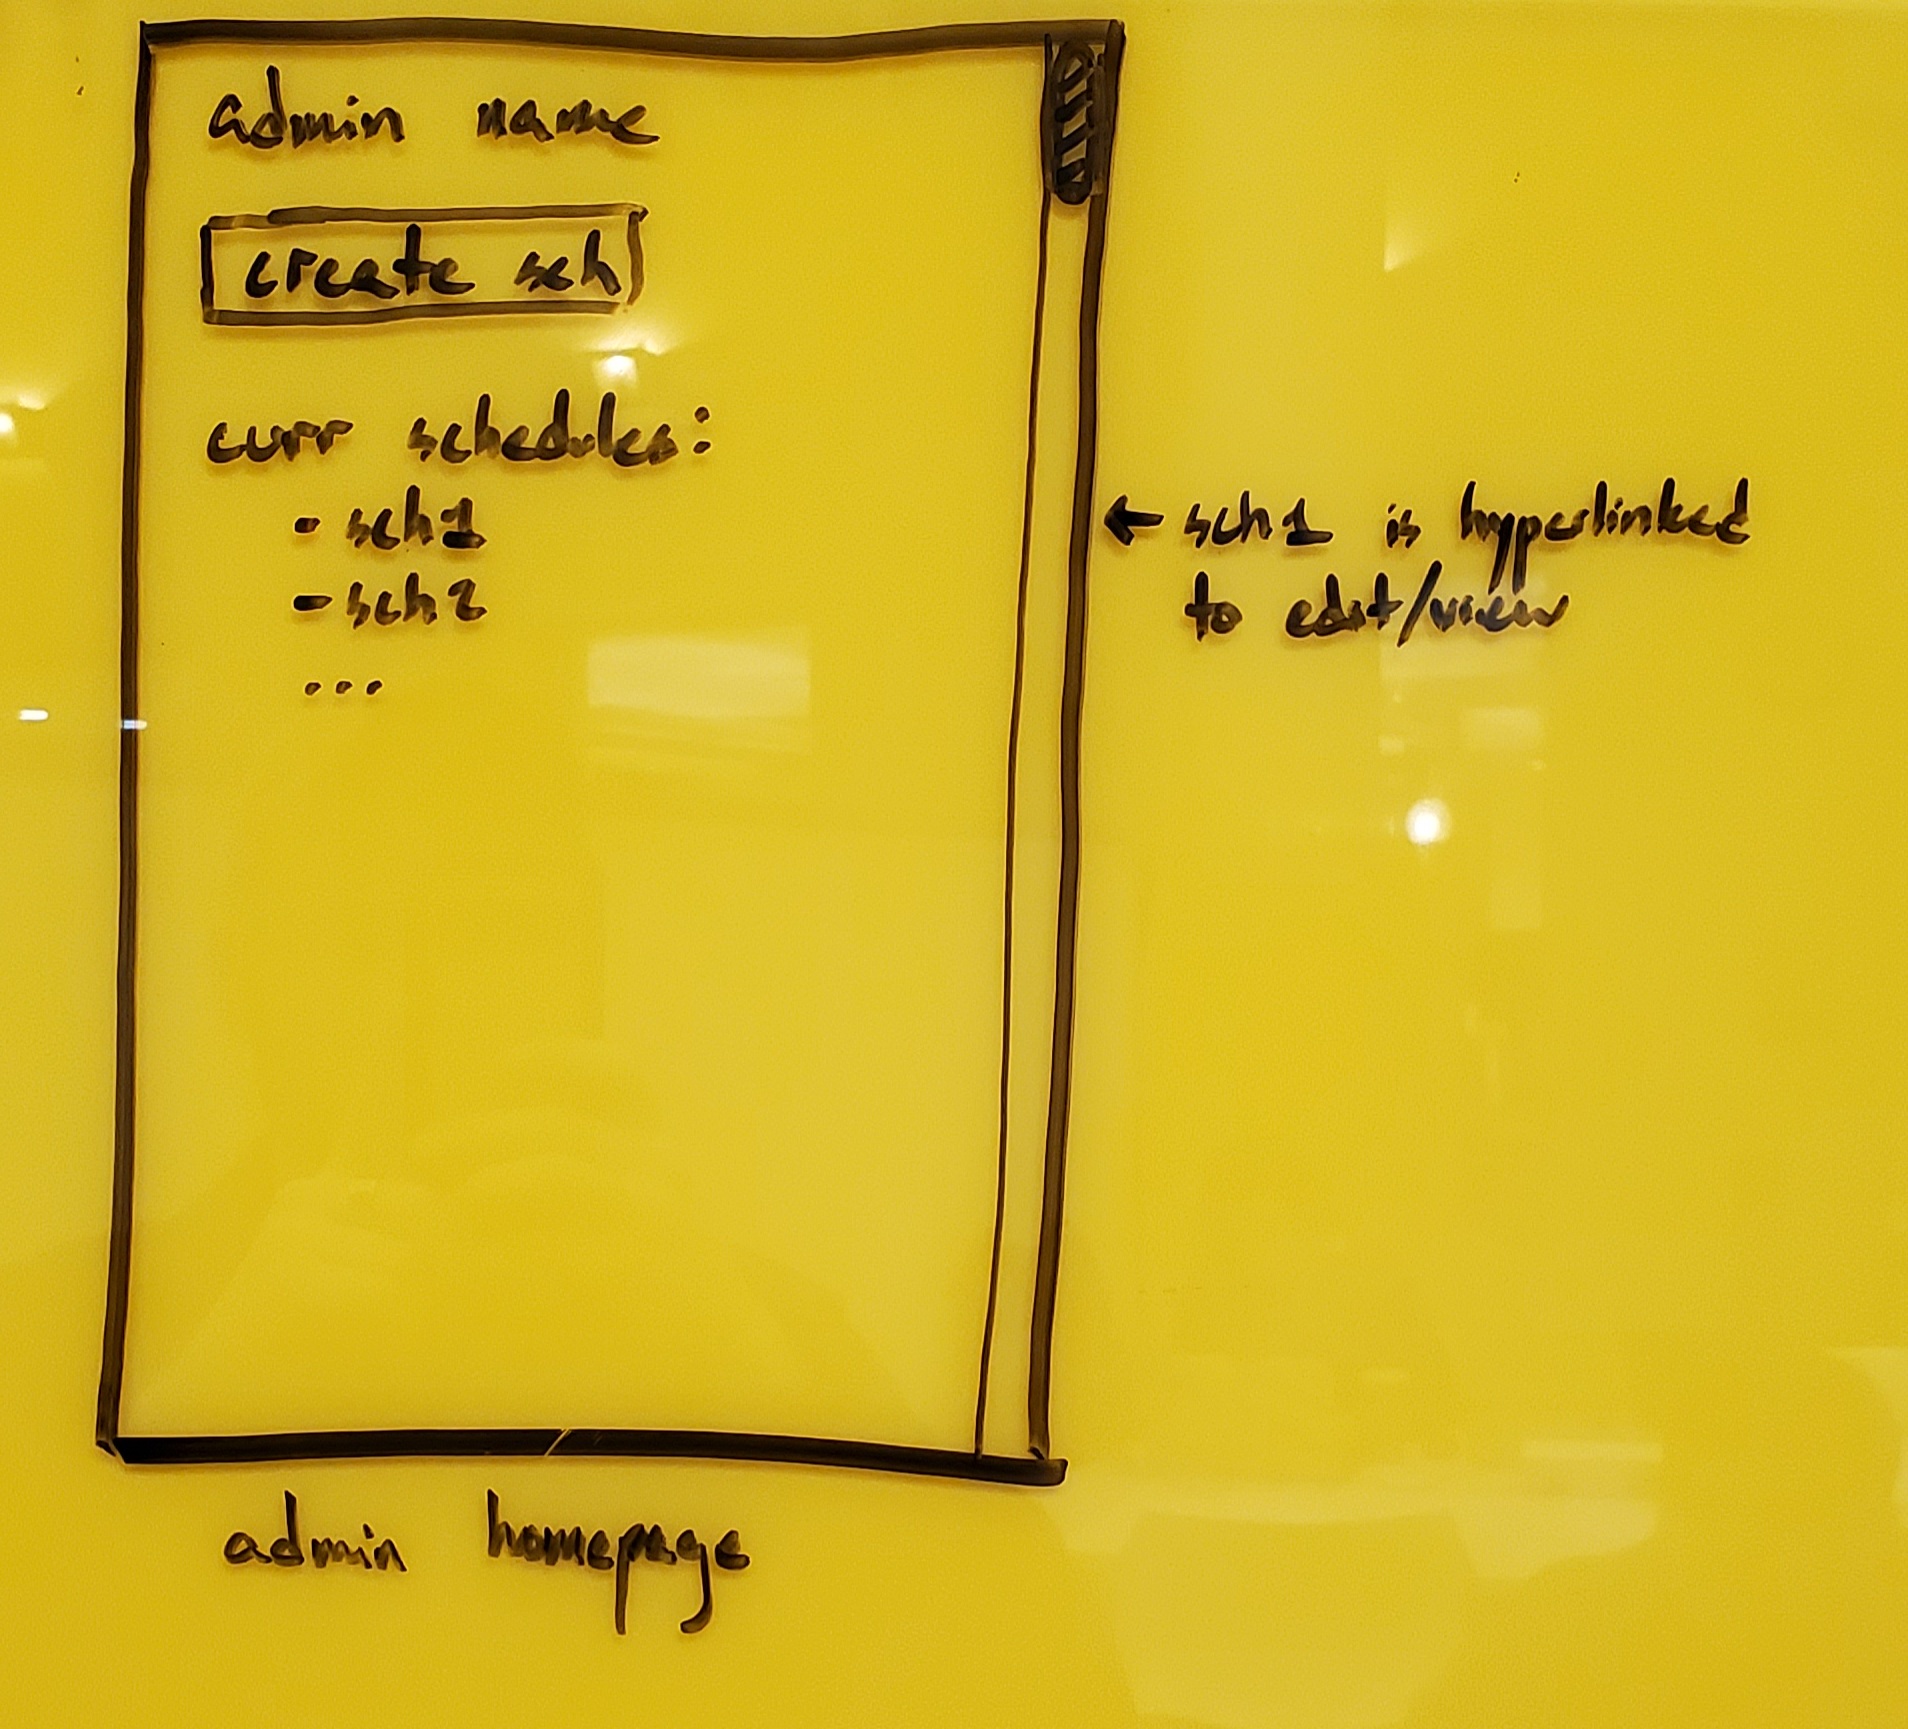 admin name
create sch
curr schedules:
- sch1
- sch2
...
← sch1 is hyperlinked
to edit/view
admin homepage